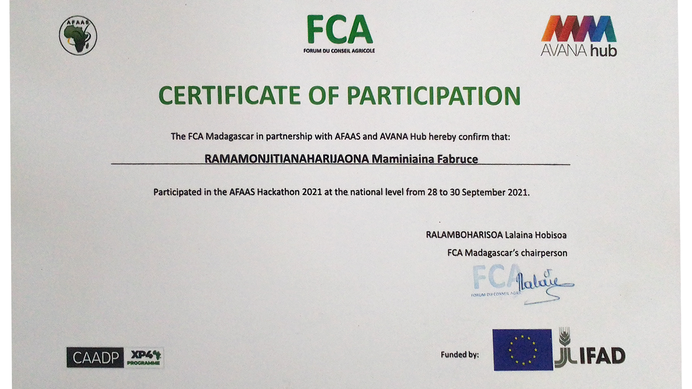 AFAAS
FCA
FORUM DU CONSEIL AGRICOLE
AVANA hub
CERTIFICATE OF PARTICIPATION
The FCA Madagascar in partnership with AFAAS and AVANA Hub hereby confirm that:
RAMAMONJITIANAHARIJAONA Maminiaina Fabruce
Participated in the AFAAS Hackathon 2021 at the national level from 28 to 30 September 2021.
RALAMBOHARISOA Lalaina Hobisoa
FCA Madagascar's chairperson
FCA
FORUM DU CONSEIL
CAADP XP4
PROGRAMME
Funded by:
IFAD